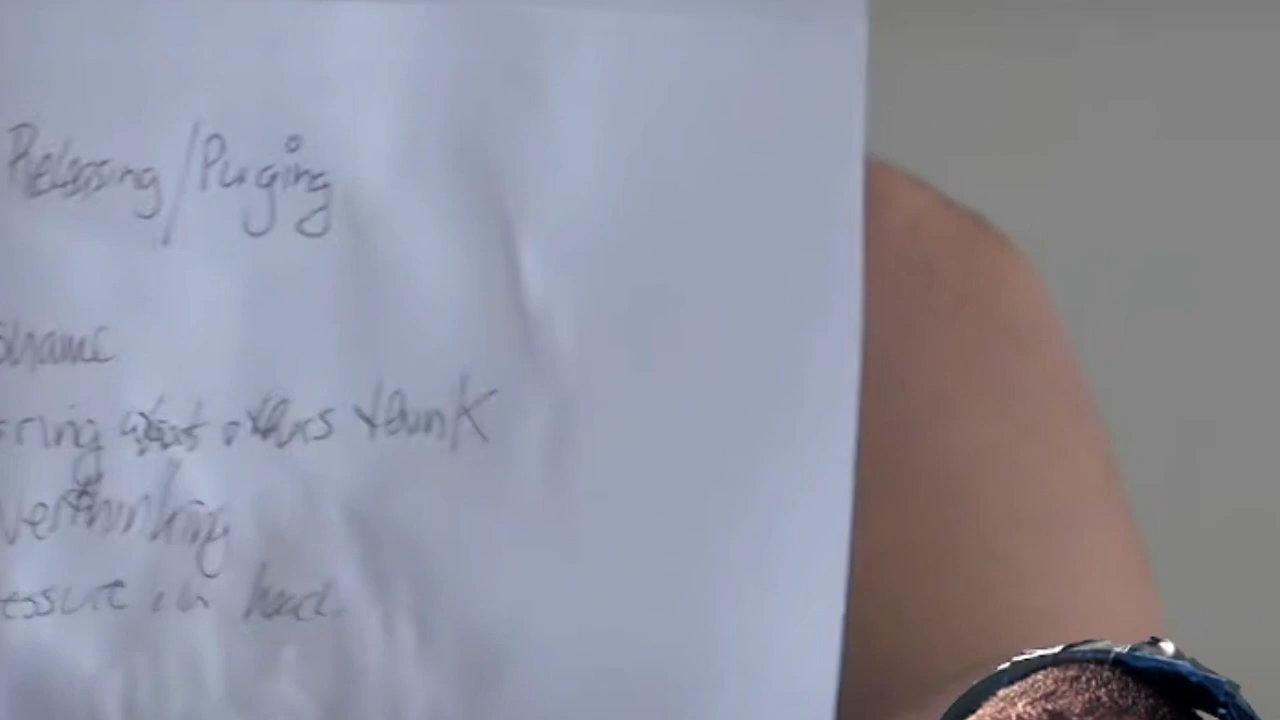 Releasing/Purging
shame
rring what others think
verthinking
essure in head